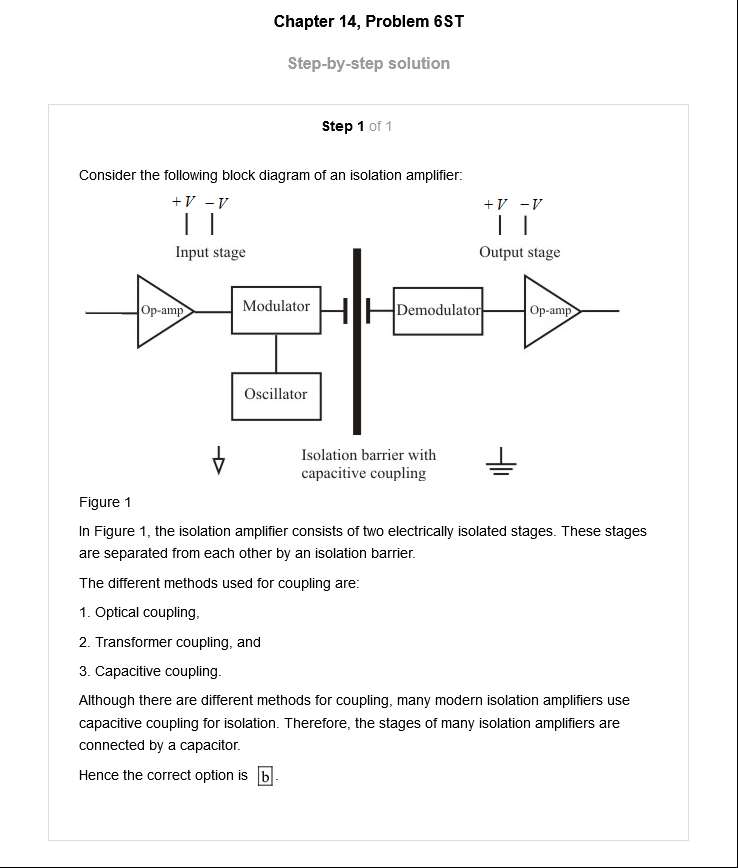 Chapter 14, Problem 6ST
Step-by-step solution
Step 1 of 1
Consider the following block diagram of an isolation amplifier:
+V −V
+V −V
Input stage
Output stage
Op-amp
Modulator
Demodulator
Op-amp
Oscillator
Isolation barrier with
capacitive coupling
Figure 1
In Figure 1, the isolation amplifier consists of two electrically isolated stages. These stages
are separated from each other by an isolation barrier.
The different methods used for coupling are:
1. Optical coupling,
2. Transformer coupling, and
3. Capacitive coupling.
Although there are different methods for coupling, many modern isolation amplifiers use
capacitive coupling for isolation. Therefore, the stages of many isolation amplifiers are
connected by a capacitor.
Hence the correct option is b.